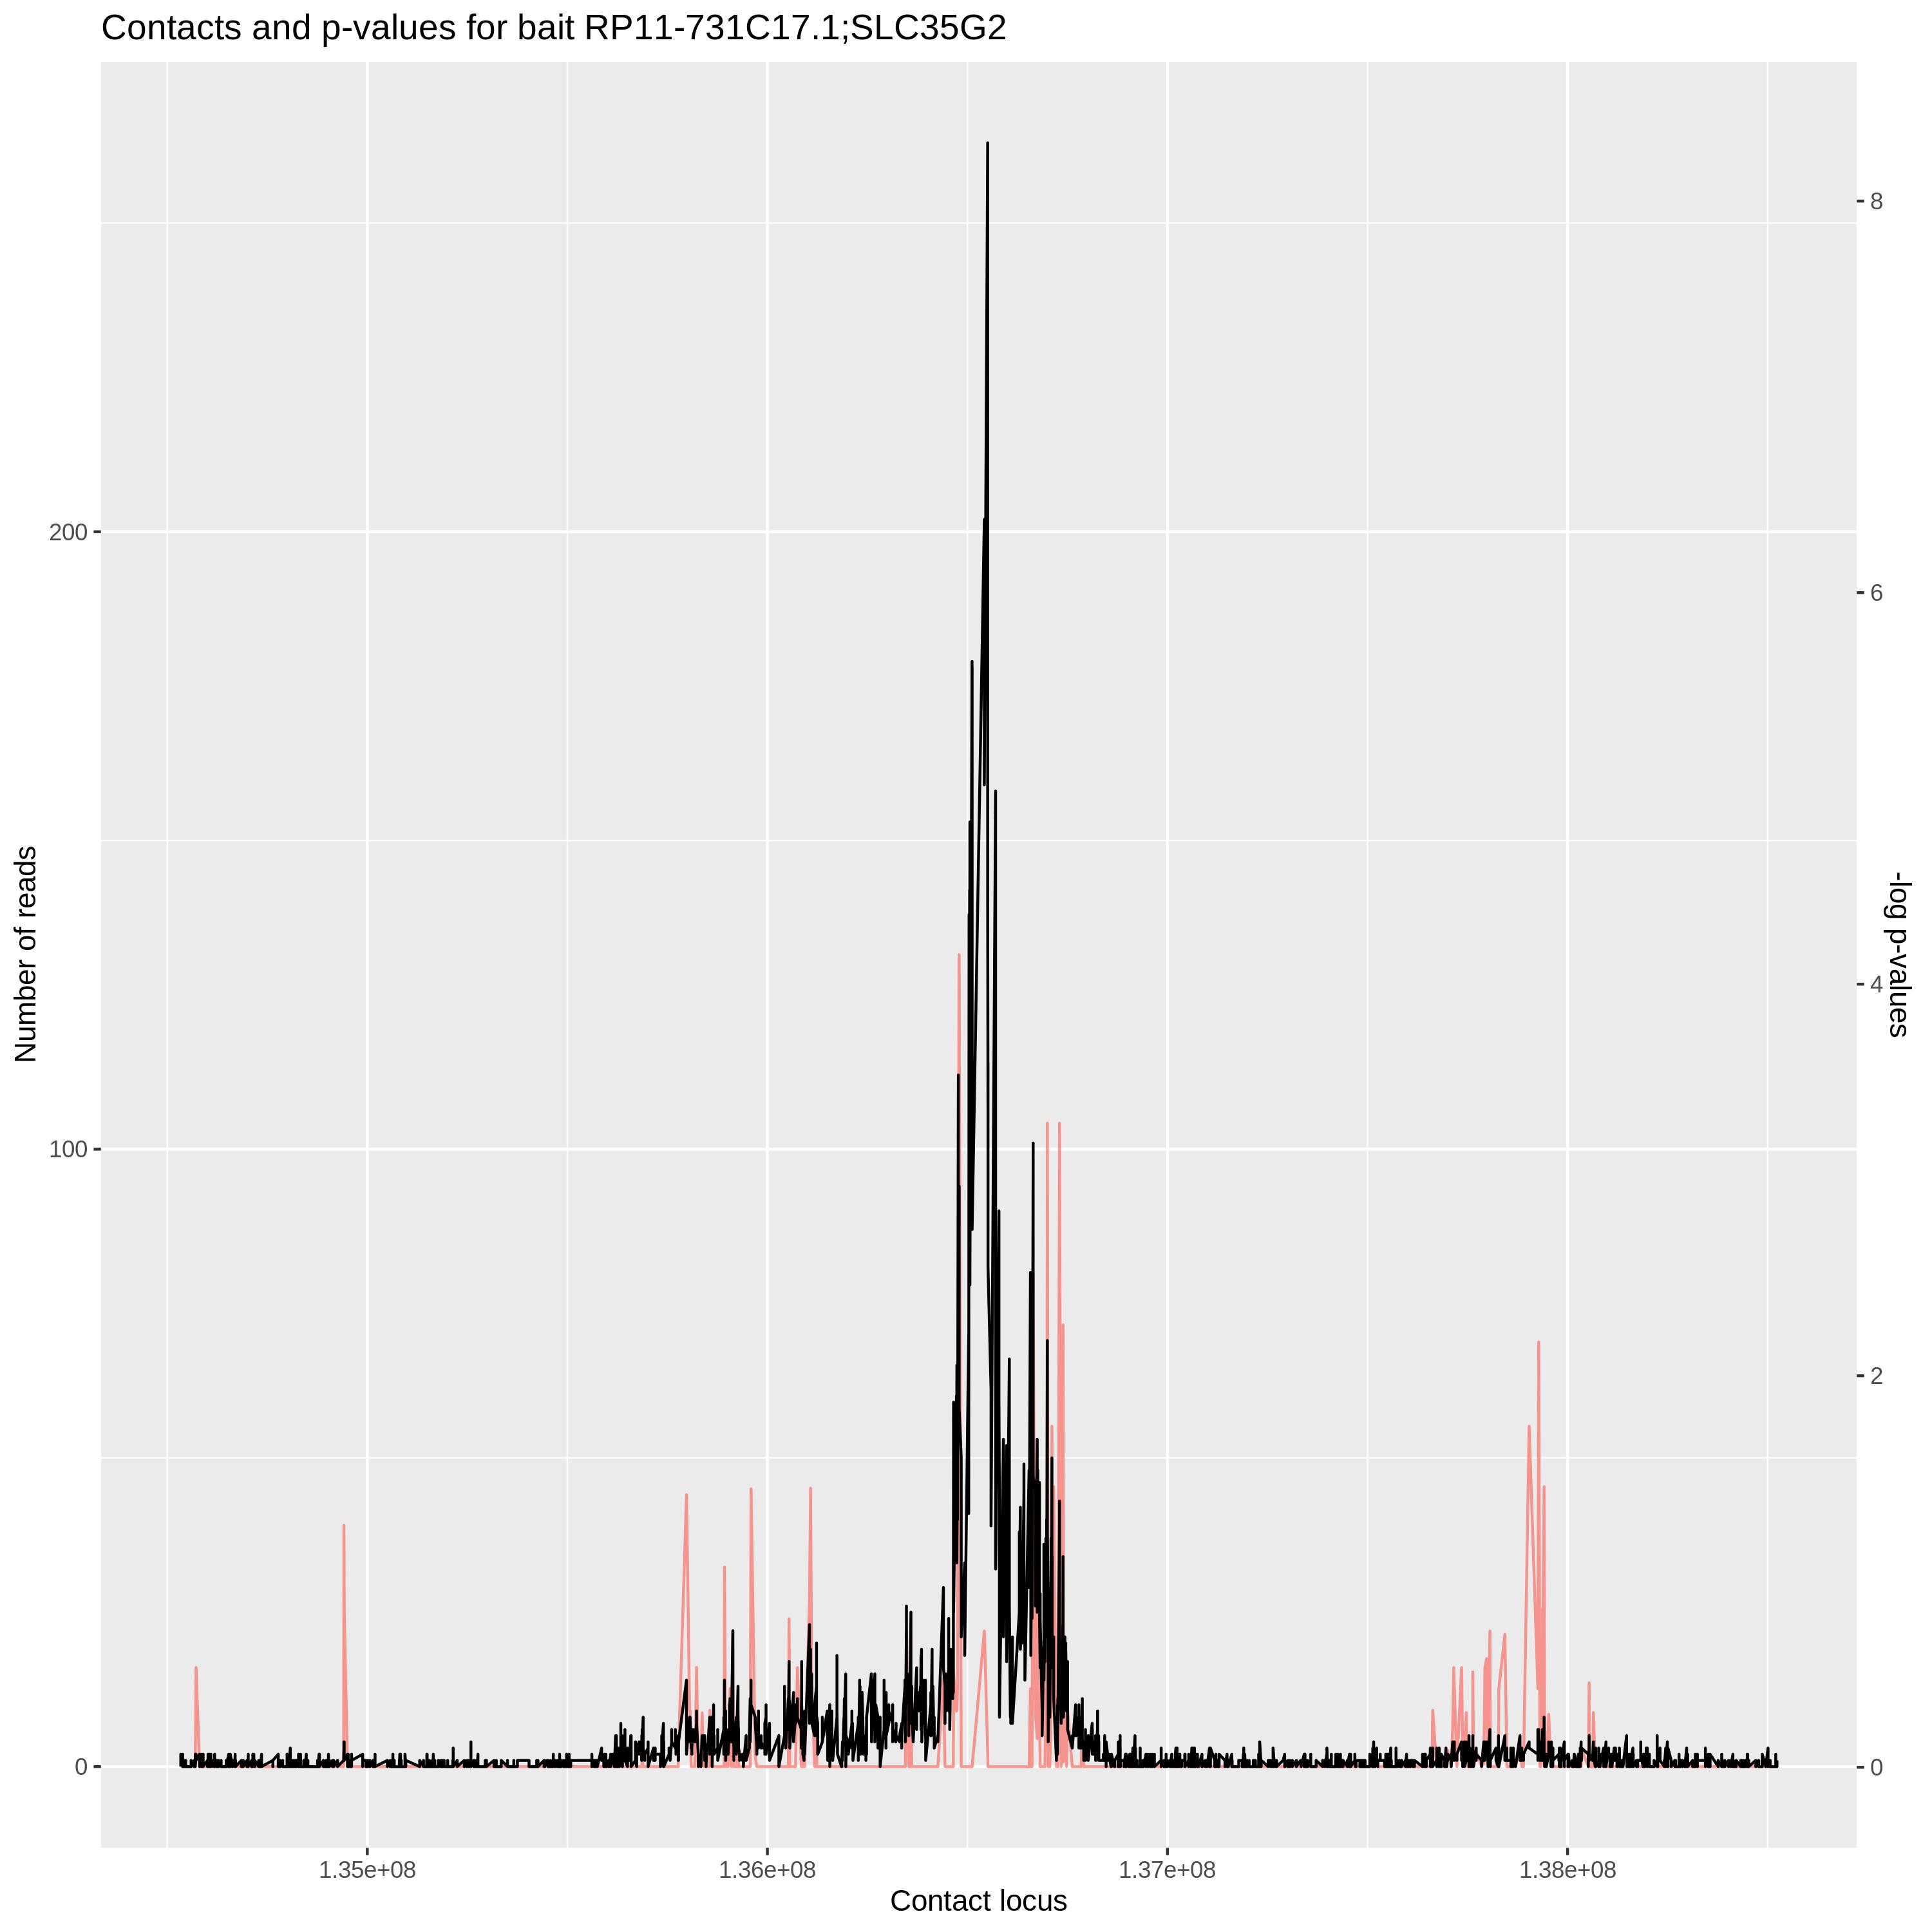 Contacts and p-values for bait RP11-731C17.1;SLC35G2
Number of reads
200
100
0
8
6
4
2
0
-log p-values
1.35e+08
1.36e+08
1.37e+08
1.38e+08
Contact locus